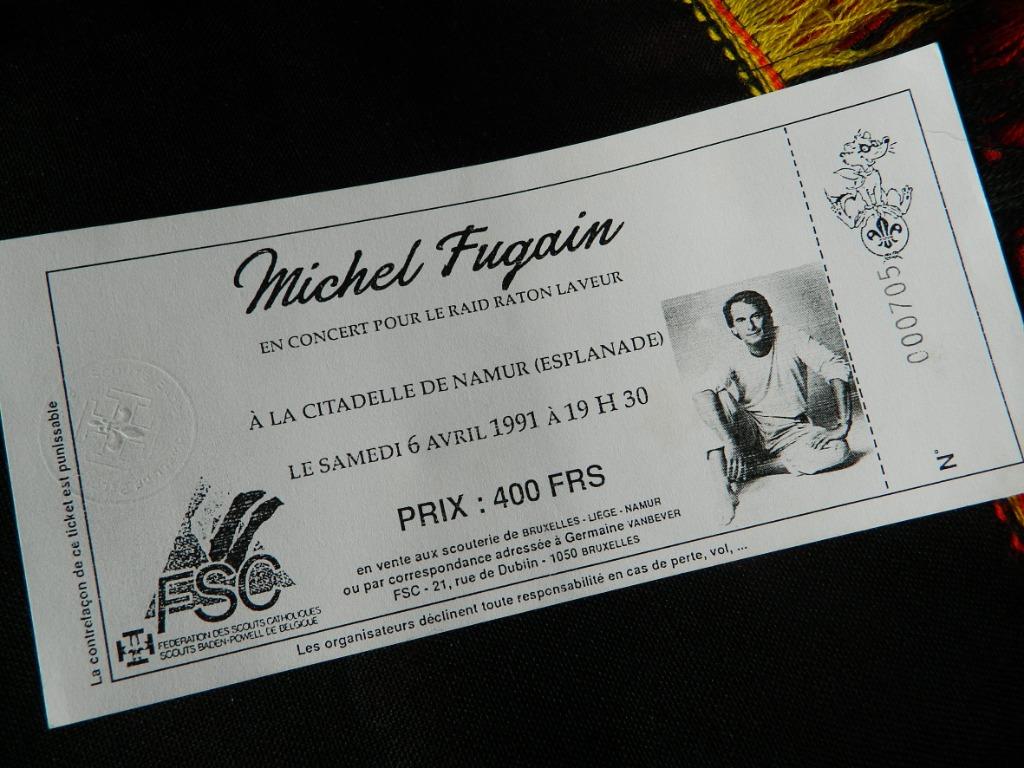 Michel Fugain
EN CONCERT POUR LE RAID RATON LAVEUR
À LA CITADELLE DE NAMUR (ESPLANADE)
LE SAMEDI 6 AVRIL 1991 À 19 H 30
PRIX : 400 FRS
en vente aux scouterie de BRUXELLES - LIEGE - NAMUR
ou par correspondance adressée à Germaine VANBEVER
FSC - 21, rue de Dublin - 1050 BRUXELLES
Les organisateurs déclinent toute responsabilité en cas de perte, vol, ...
La contrefaçon de ce ticket est punissable
FSC
FEDERATION DES SCOUTS CATHOLIQUES
SCOUTS BADEN-POWELL DE BELGIQUE
N° 000705